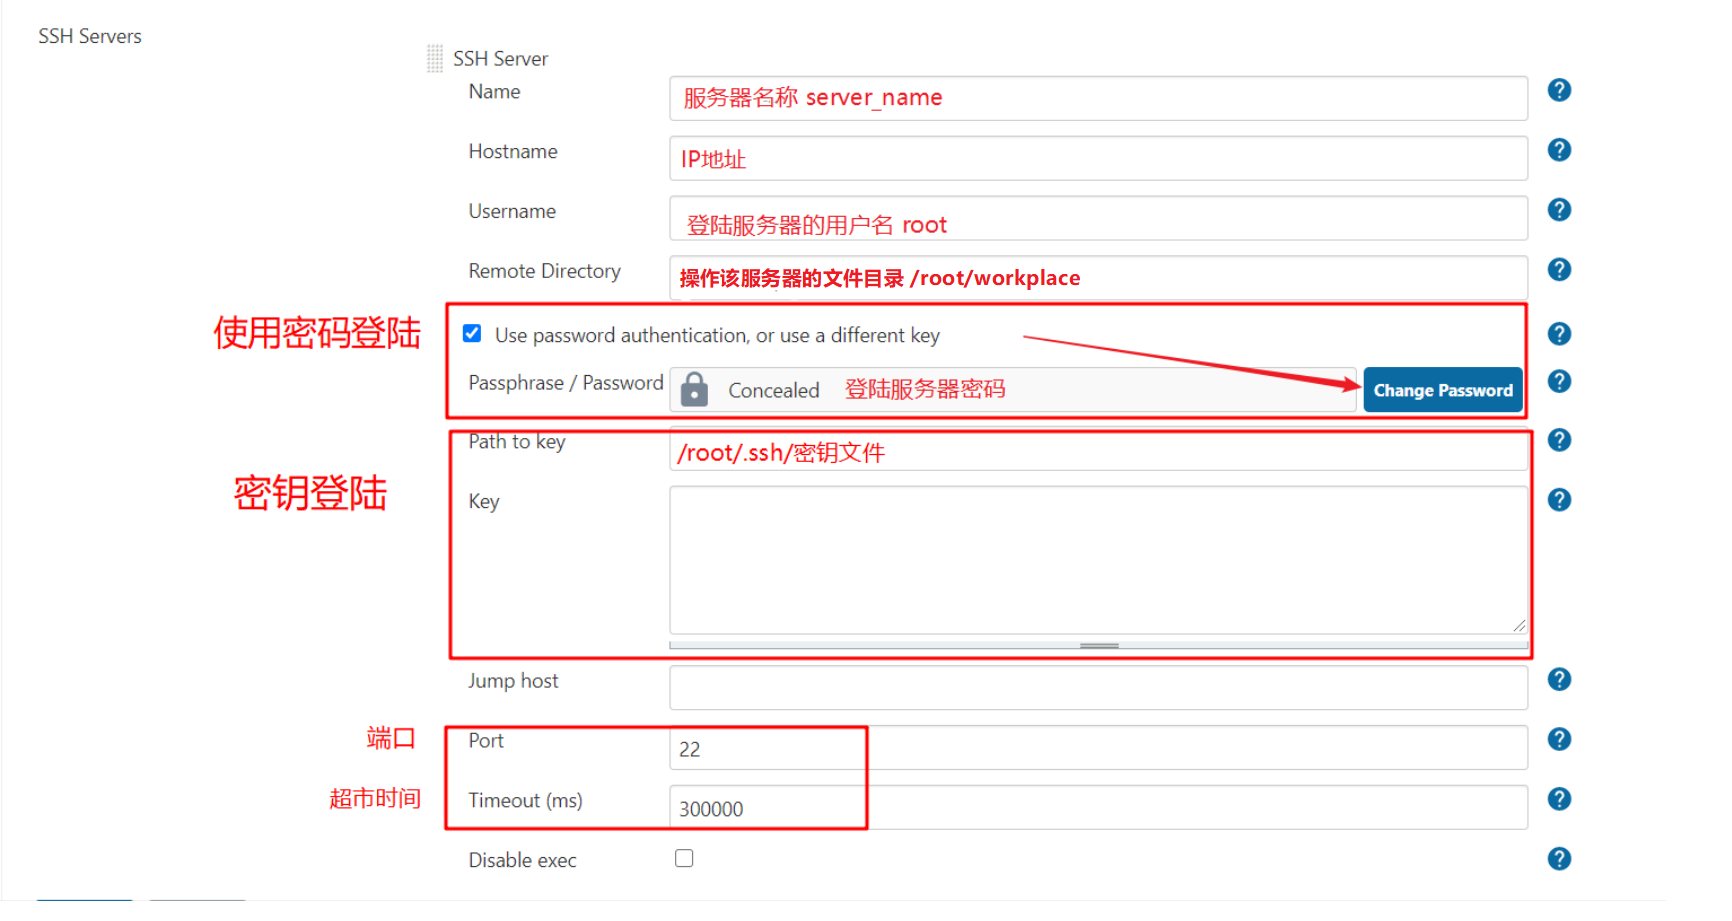 SSH Servers
SSH Server
Name
服务器名称 server_name
Hostname
IP地址
Username
登陆服务器的用户名 root
Remote Directory
操作该服务器的文件目录 /root/workplace
使用密码登陆
Use password authentication, or use a different key
Passphrase / Password
Concealed
登陆服务器密码
Change Password
Path to key
/root/.ssh/密钥文件
密钥登陆
Key
Jump host
端口
Port
22
超市时间
Timeout (ms)
300000
Disable exec